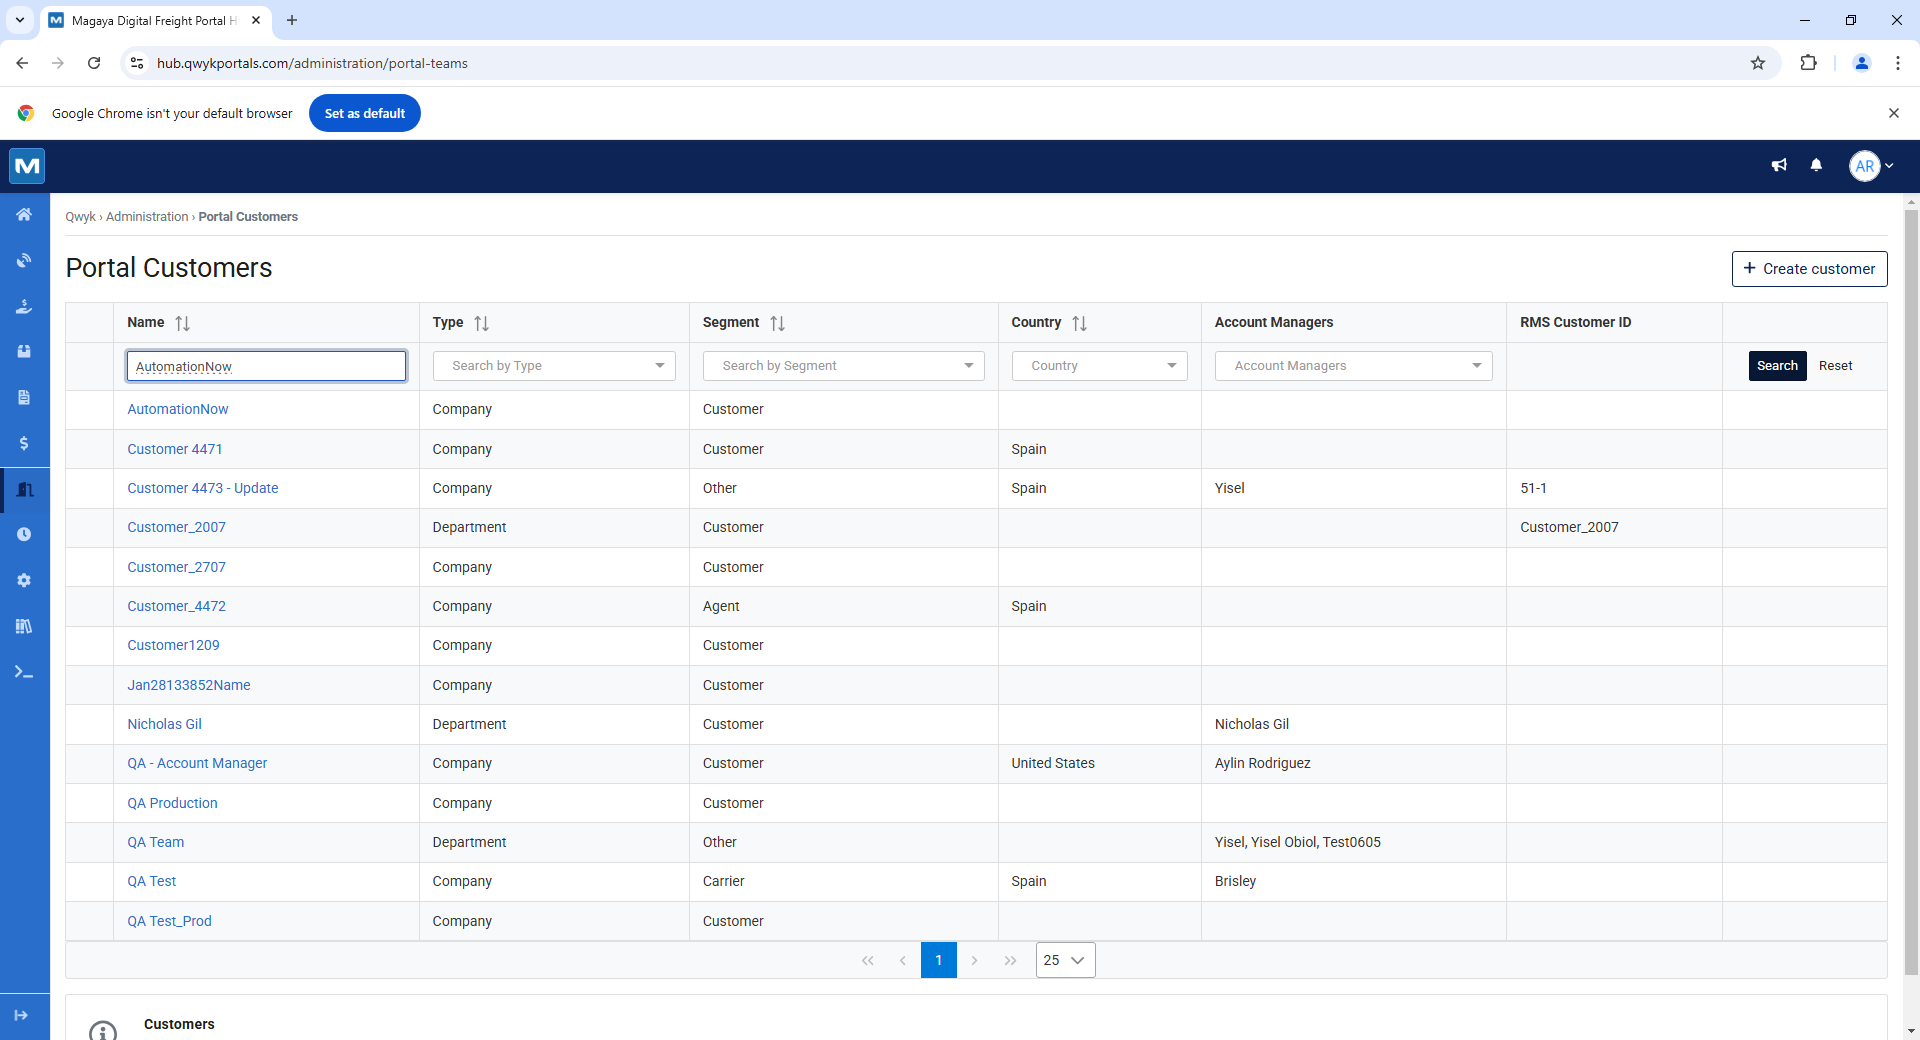 Magaya Digital Freight Portal H
hub.qwykportals.com/administration/portal-teams
Google Chrome isn't your default browser
Set as default
M
AR
Qwyk › Administration › Portal Customers
Portal Customers
+ Create customer
Name Type Segment Country Account Managers RMS Customer ID
AutomationNow Search by Type Search by Segment Country Account Managers Search Reset
AutomationNow Company Customer
Customer 4471 Company Customer Spain
Customer 4473 - Update Company Other Spain Yisel 51-1
Customer_2007 Department Customer Customer_2007
Customer_2707 Company Customer
Customer_4472 Company Agent Spain
Customer1209 Company Customer
Jan28133852Name Company Customer
Nicholas Gil Department Customer Nicholas Gil
QA - Account Manager Company Customer United States Aylin Rodriguez
QA Production Company Customer
QA Team Department Other Yisel, Yisel Obiol, Test0605
QA Test Company Carrier Spain Brisley
QA Test_Prod Company Customer
« ‹ 1 › » 25
Customers